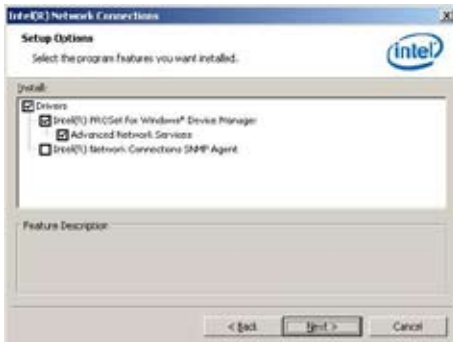 Intel(R) Network Connections
Setup Options
Select the program features you want installed.
intel
Install:
Drivers
Intel(R) PROSet for Windows* Device Manager
Advanced Network Services
Intel(R) Network Connections SNMP Agent
Feature Description
< Back
Next >
Cancel